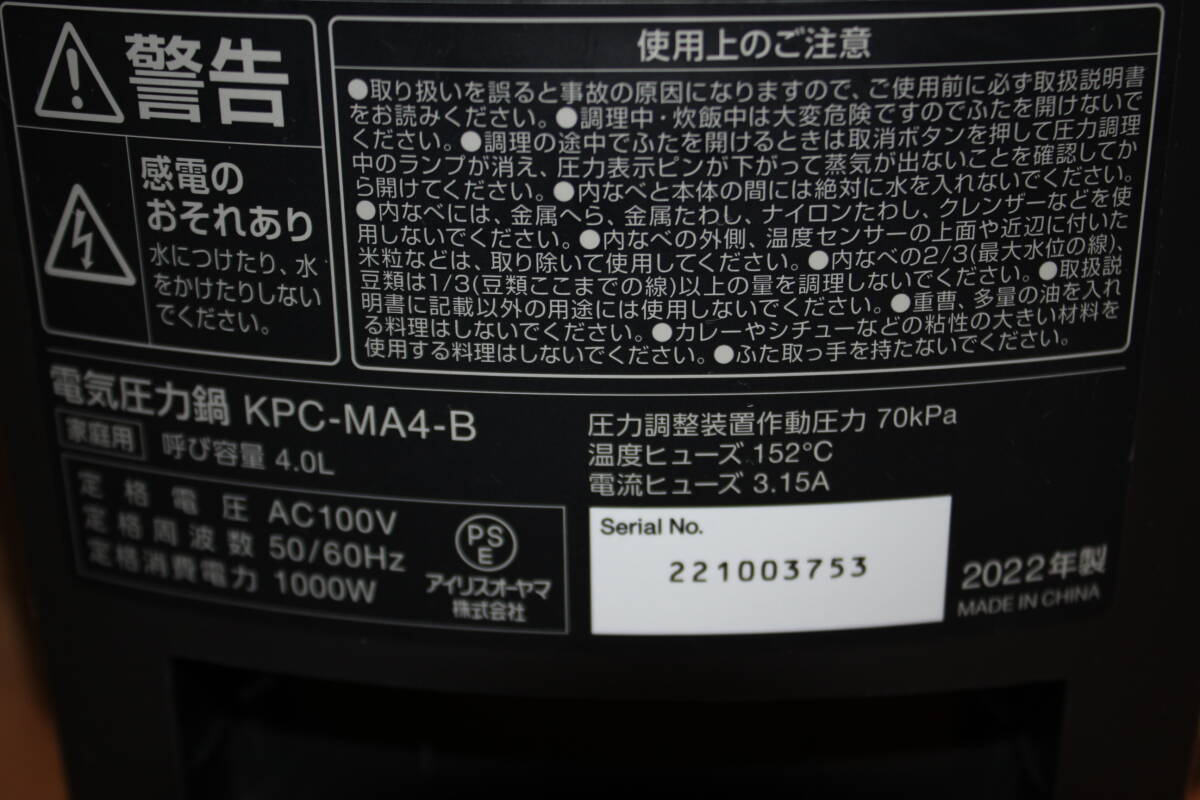 警告
感電の
おそれあり
水につけたり、水
をかけたりしない
でください。
使用上のご注意
●取り扱いを誤ると事故の原因になりますので、ご使用前に必ず取扱説明書
をお読みください。●調理中・炊飯中は大変危険ですのでふたを開けないで
ください。●調理の途中でふたを開けるときは取消ボタンを押して圧力調理
中のランプが消え、圧力表示ピンが下がって蒸気が出ないことを確認してか
ら開けてください。●内なべと本体の間には絶対に水を入れないでください。
●内なべには、金属へら、金属たわし、ナイロンたわし、クレンザーなどを使
用しないでください。●内なべの外側、温度センサーの上面や近辺に付いた
米粒などは、取り除いて使用してください。●内なべの2/3(最大水位の線)、
豆類は1/3(豆類ここまでの線)以上の量を調理しないでください。●取扱説
明書に記載以外の用途には使用しないでください。●重曹、多量の油を入れ
る料理はしないでください。●カレーやシチューなどの粘性の大きい材料を
使用する料理はしないでください。●ふた取っ手を持たないでください。
電気圧力鍋 KPC-MA4-B
家庭用 呼び容量 4.0L
定格電圧 AC100V
定格周波数 50/60Hz
定格消費電力 1000W
PS
E
アイリスオーヤマ
株式会社
圧力調整装置作動圧力 70kPa
温度ヒューズ 152℃
電流ヒューズ 3.15A
Serial No.
221003753
2022年製
MADE IN CHINA